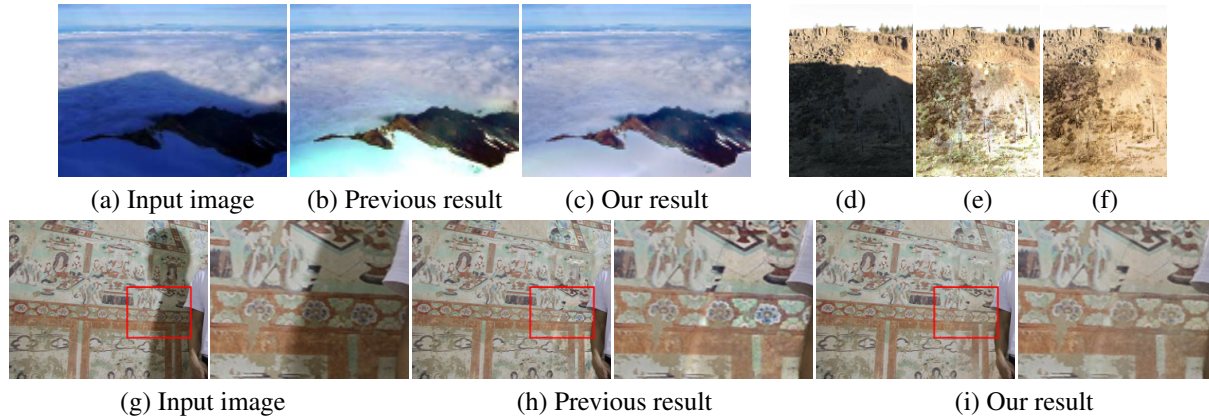 (a) Input image (b) Previous result (c) Our result (d) (e) (f)
(g) Input image (h) Previous result (i) Our result